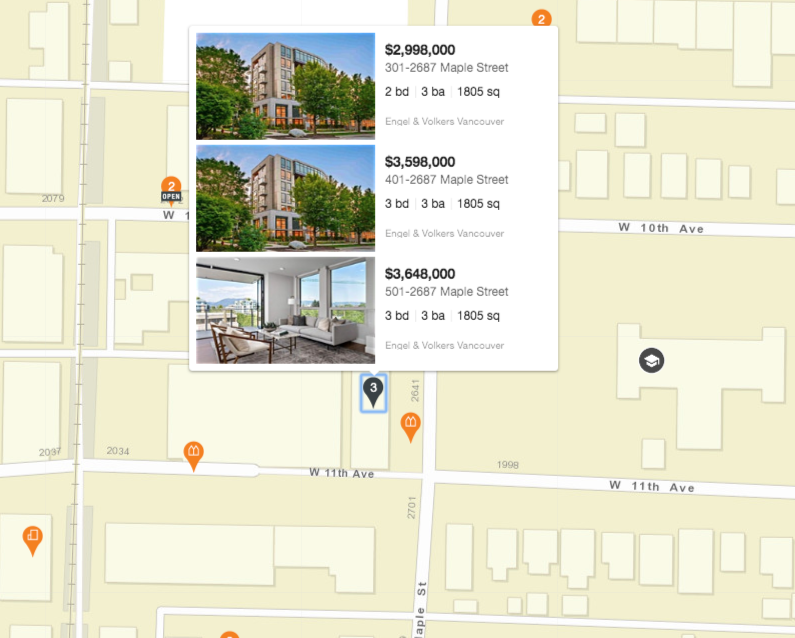 2
$2,998,000
301-2687 Maple Street
2 bd 3 ba 1805 sq
Engel & Volkers Vancouver
$3,598,000
401-2687 Maple Street
3 bd 3 ba 1805 sq
Engel & Volkers Vancouver
$3,648,000
501-2687 Maple Street
3 bd 3 ba 1805 sq
Engel & Volkers Vancouver
2
OPEN
2079
W 1
W 10th Ave
3
2641
2037
2034
W 11th Ave
1998
W 11th Ave
2701
aple St